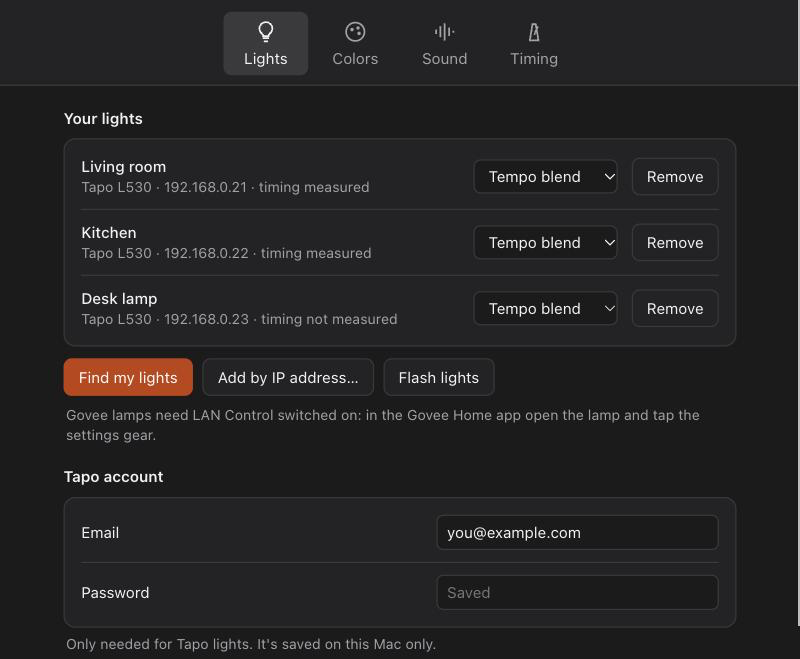 Lights
Colors
Sound
Timing
Your lights
Living room
Tapo L530 · 192.168.0.21 · timing measured
Tempo blend
Remove
Kitchen
Tapo L530 · 192.168.0.22 · timing measured
Tempo blend
Remove
Desk lamp
Tapo L530 · 192.168.0.23 · timing not measured
Tempo blend
Remove
Find my lights
Add by IP address...
Flash lights
Govee lamps need LAN Control switched on: in the Govee Home app open the lamp and tap the
settings gear.
Tapo account
Email
you@example.com
Password
Saved
Only needed for Tapo lights. It's saved on this Mac only.